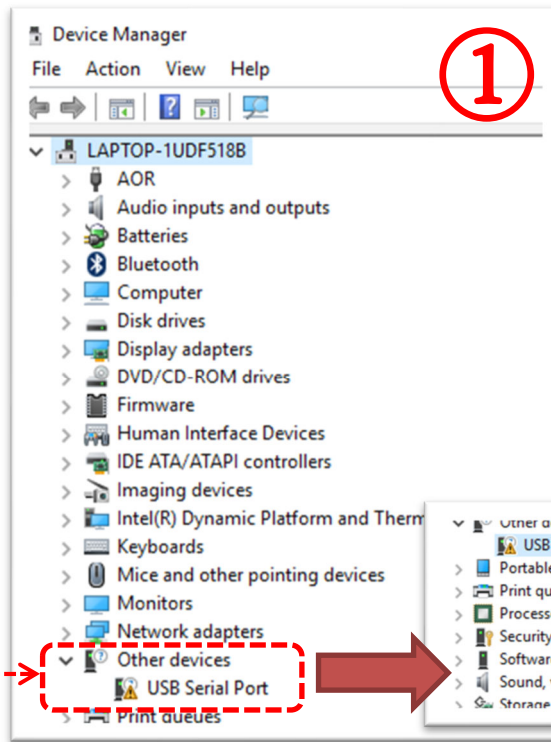 Device Manager
File Action View Help
①
LAPTOP-1UDF518B
AOR
Audio inputs and outputs
Batteries
Bluetooth
Computer
Disk drives
Display adapters
DVD/CD-ROM drives
Firmware
Human Interface Devices
IDE ATA/ATAPI controllers
Imaging devices
Intel(R) Dynamic Platform and Therm
Keyboards
Mice and other pointing devices
Monitors
Network adapters
Other devices
USB Serial Port
Print queues
Other d
USB
Portable
Print qu
Process
Security
Softwar
Sound,
Storage